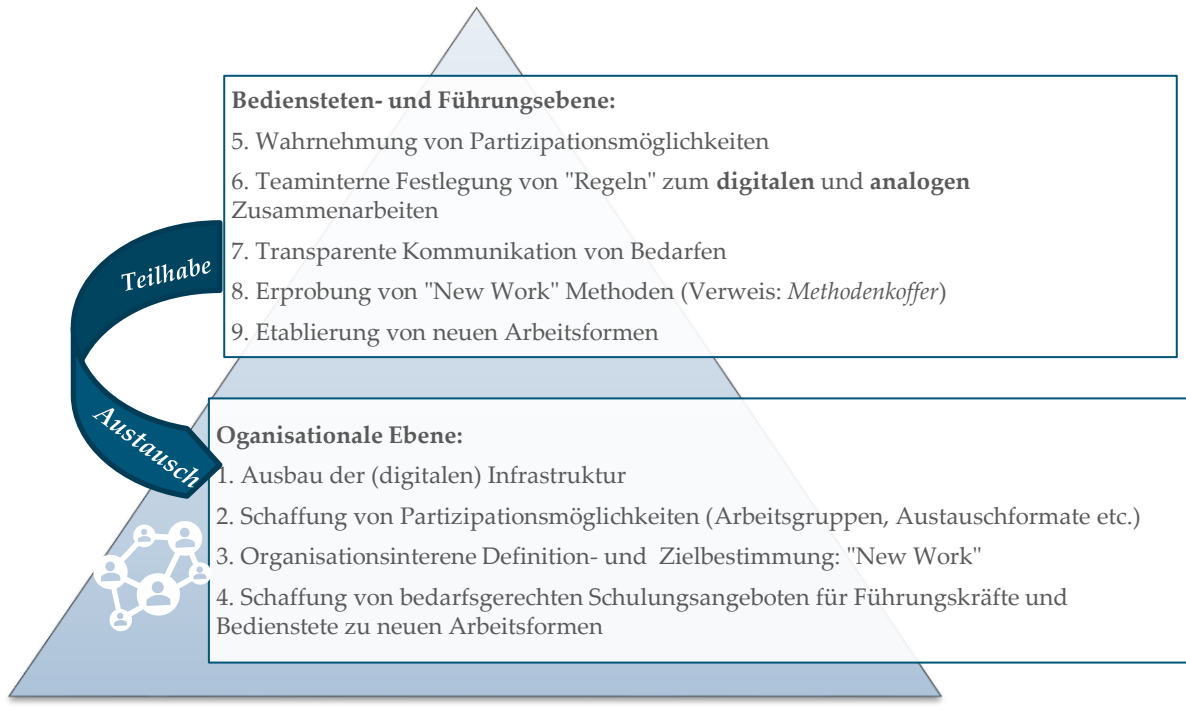 Bediensteten- und Führungsebene:
5. Wahrnehmung von Partizipationsmöglichkeiten
6. Teaminterne Festlegung von "Regeln" zum digitalen und analogen
Zusammenarbeiten
7. Transparente Kommunikation von Bedarfen
8. Erprobung von "New Work" Methoden (Verweis: Methodenkoffer)
9. Etablierung von neuen Arbeitsformen
Teilhabe
Austausch
Oganisationale Ebene:
1. Ausbau der (digitalen) Infrastruktur
2. Schaffung von Partizipationsmöglichkeiten (Arbeitsgruppen, Austauschformate etc.)
3. Organisationsinterene Definition- und Zielbestimmung: "New Work"
4. Schaffung von bedarfsgerechten Schulungsangeboten für Führungskräfte und
Bedienstete zu neuen Arbeitsformen